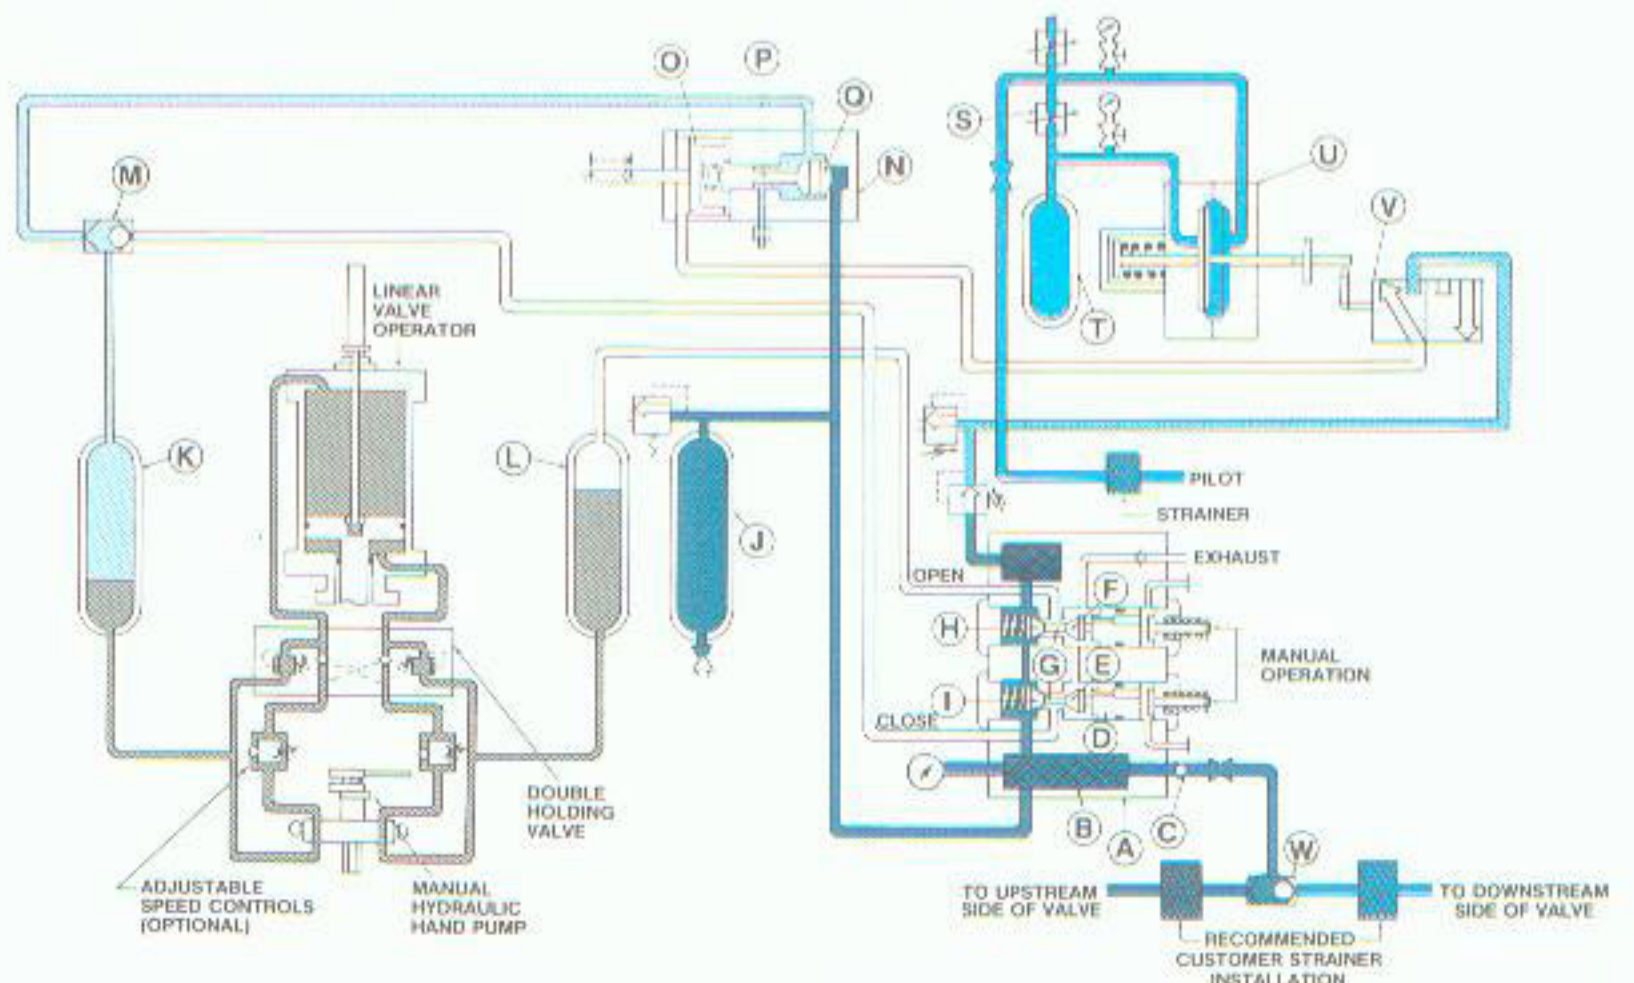 O
P
Q
S
N
U
M
V
LINEAR
VALVE
OPERATOR
T
K
L
J
PILOT
STRAINER
OPEN
EXHAUST
F
H
G
E
MANUAL
OPERATION
I
CLOSE
D
B
A
C
W
DOUBLE
HOLDING
VALVE
ADJUSTABLE
SPEED CONTROLS
(OPTIONAL)
MANUAL
HYDRAULIC
HAND PUMP
TO UPSTREAM
SIDE OF VALVE
TO DOWNSTREAM
SIDE OF VALVE
RECOMMENDED
CUSTOMER STRAINER
INSTALLATION